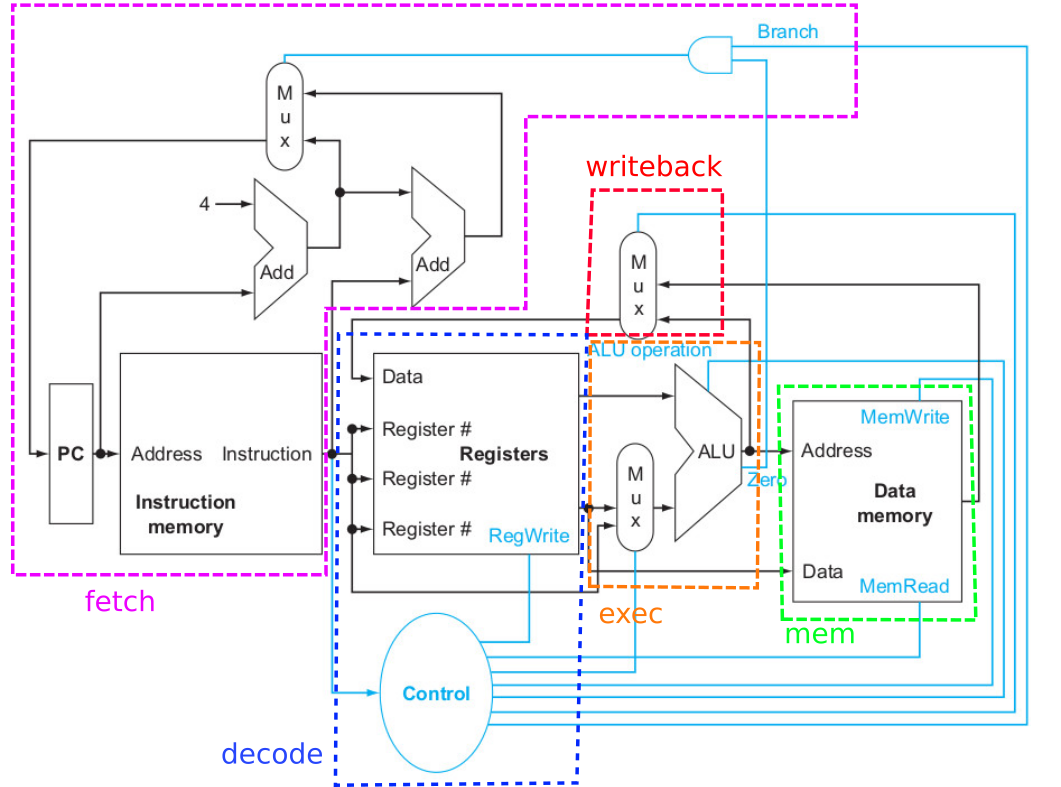 Branch
M
u
x
writeback
4
Add
Add
M
u
x
ALU operation
Data
MemWrite
Register #
PC
Address
Instruction
Registers
ALU
Address
Register #
M
u
x
Zero
Data
memory
Instruction
memory
Register #
RegWrite
Data
MemRead
fetch
exec
mem
Control
decode